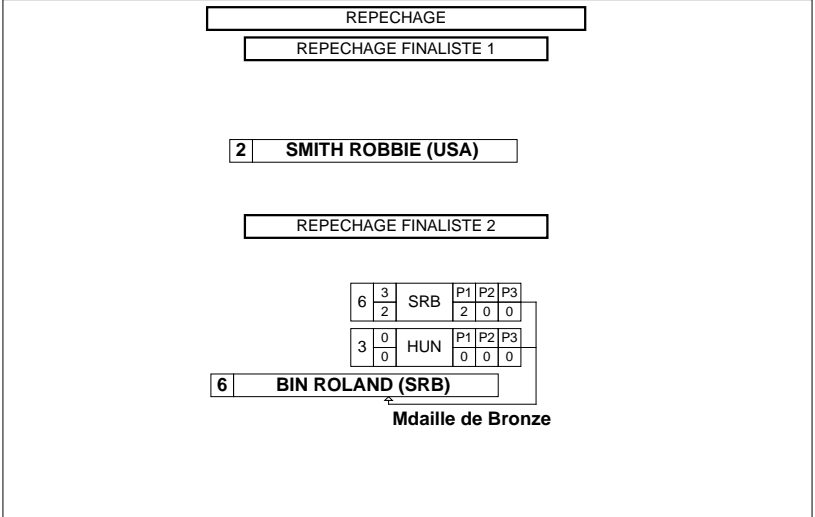 REPECHAGE
REPECHAGE FINALISTE 1
2 SMITH ROBBIE (USA)
REPECHAGE FINALISTE 2
6 3 SRB P1 P2 P3
2 2 0 0
3 0 HUN P1 P2 P3
0 0 0 0
6 BIN ROLAND (SRB)
Mdaille de Bronze